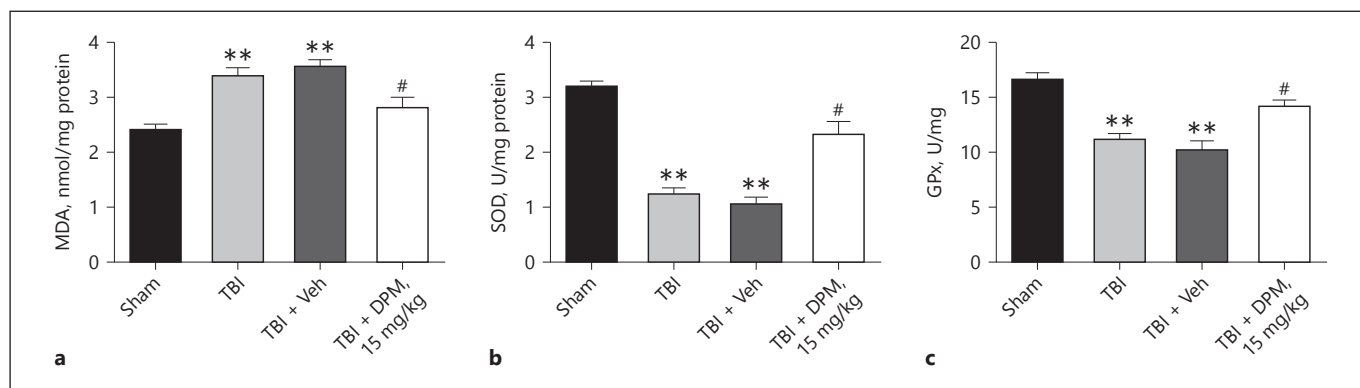 MDA, nmol/mg protein
4
3
2
1
0
**
**
#
Sham
TBI
TBI + Veh
TBI + DPM,
15 mg/kg
a
SOD, U/mg protein
4
3
2
1
0
**
**
#
Sham
TBI
TBI + Veh
TBI + DPM,
15 mg/kg
b
GPx, U/mg
20
15
10
5
0
**
**
#
Sham
TBI
TBI + Veh
TBI + DPM,
15 mg/kg
c